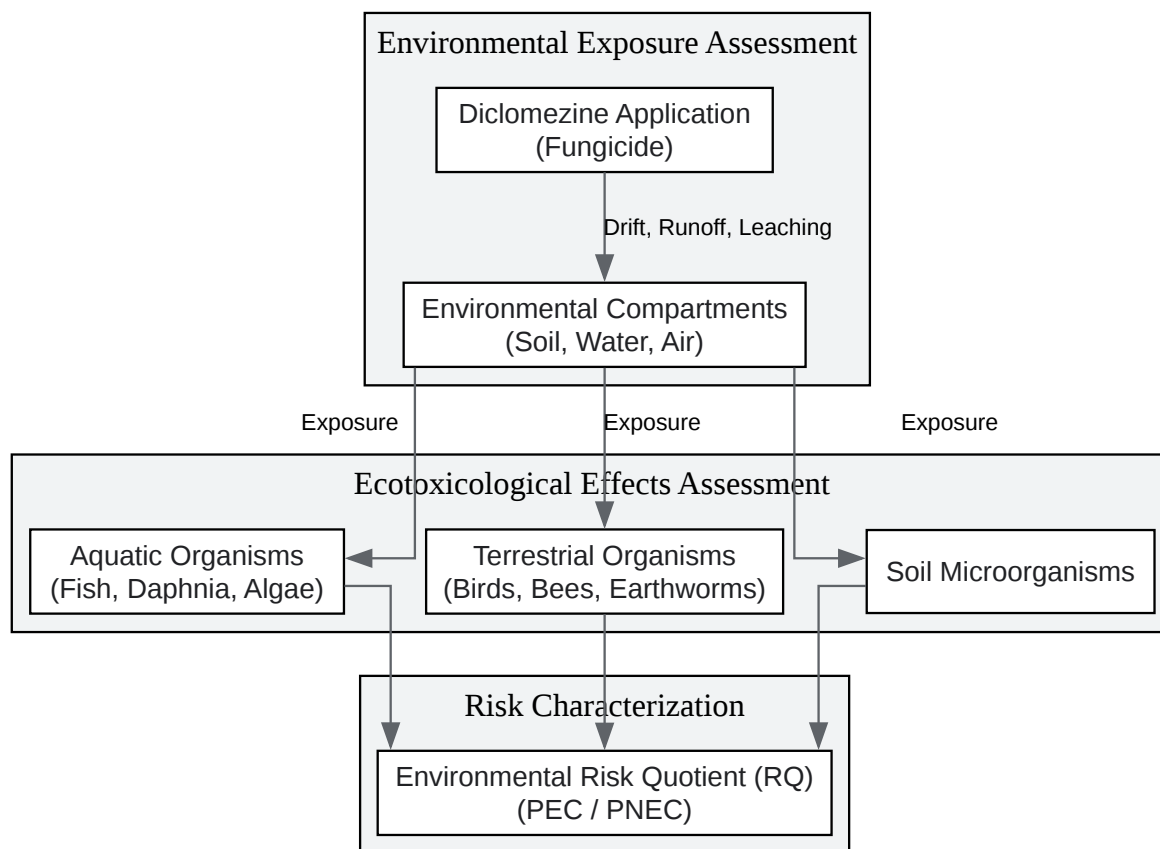 Environmental Exposure Assessment
Diclomezine Application
(Fungicide)
Drift, Runoff, Leaching
Environmental Compartments
(Soil, Water, Air)
Exposure
Exposure
Exposure
Ecotoxicological Effects Assessment
Aquatic Organisms
(Fish, Daphnia, Algae)
Terrestrial Organisms
(Birds, Bees, Earthworms)
Soil Microorganisms
Risk Characterization
Environmental Risk Quotient (RQ)
(PEC / PNEC)